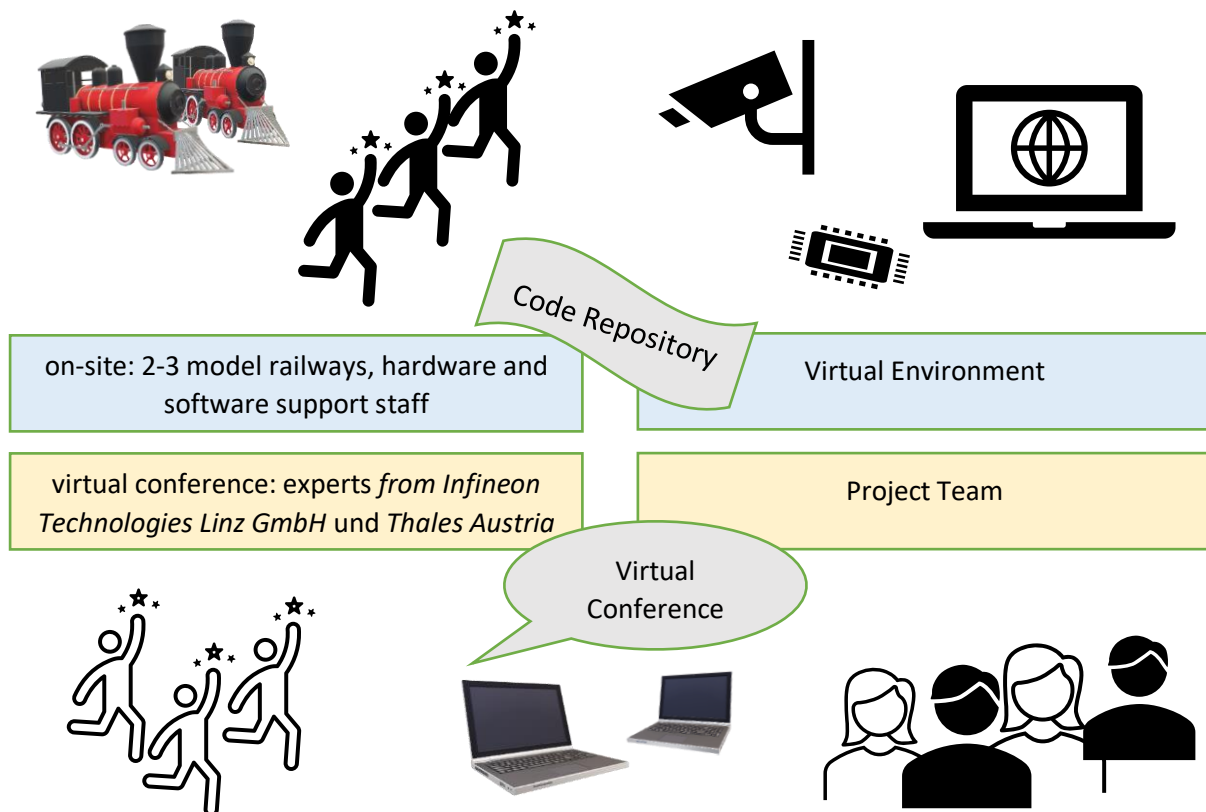 Code Repository
on-site: 2-3 model railways, hardware and
software support staff
Virtual Environment
virtual conference: experts from Infineon
Technologies Linz GmbH und Thales Austria
Project Team
Virtual
Conference